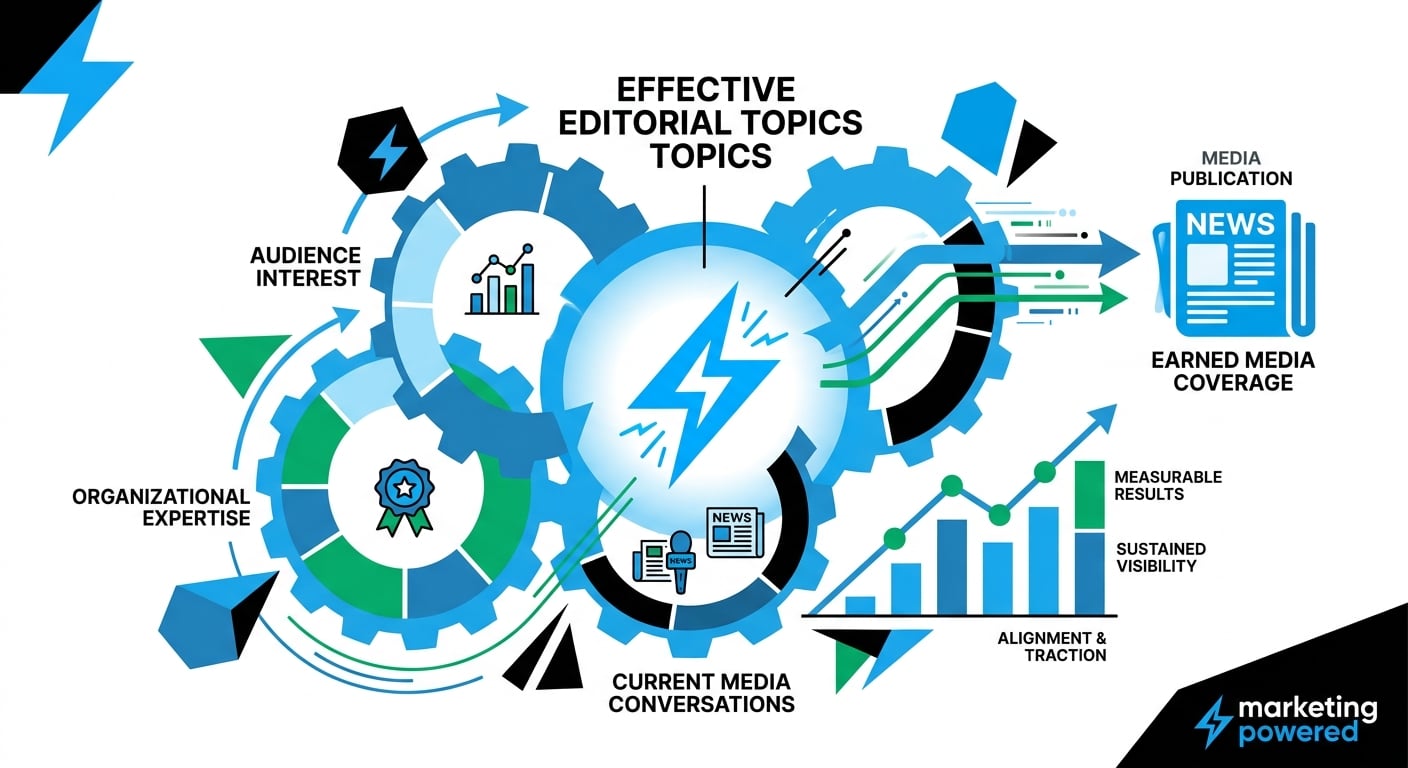 EFFECTIVE
EDITORIAL TOPICS
TOPICS
AUDIENCE
INTEREST
ORGANIZATIONAL
EXPERTISE
NEWS
NEWS
CURRENT MEDIA
CONVERSATIONS
MEDIA
PUBLICATION
NEWS
EARNED MEDIA
COVERAGE
MEASURABLE
RESULTS
SUSTAINED
VISIBILITY
ALIGNMENT &
TRACTION
marketing
powered